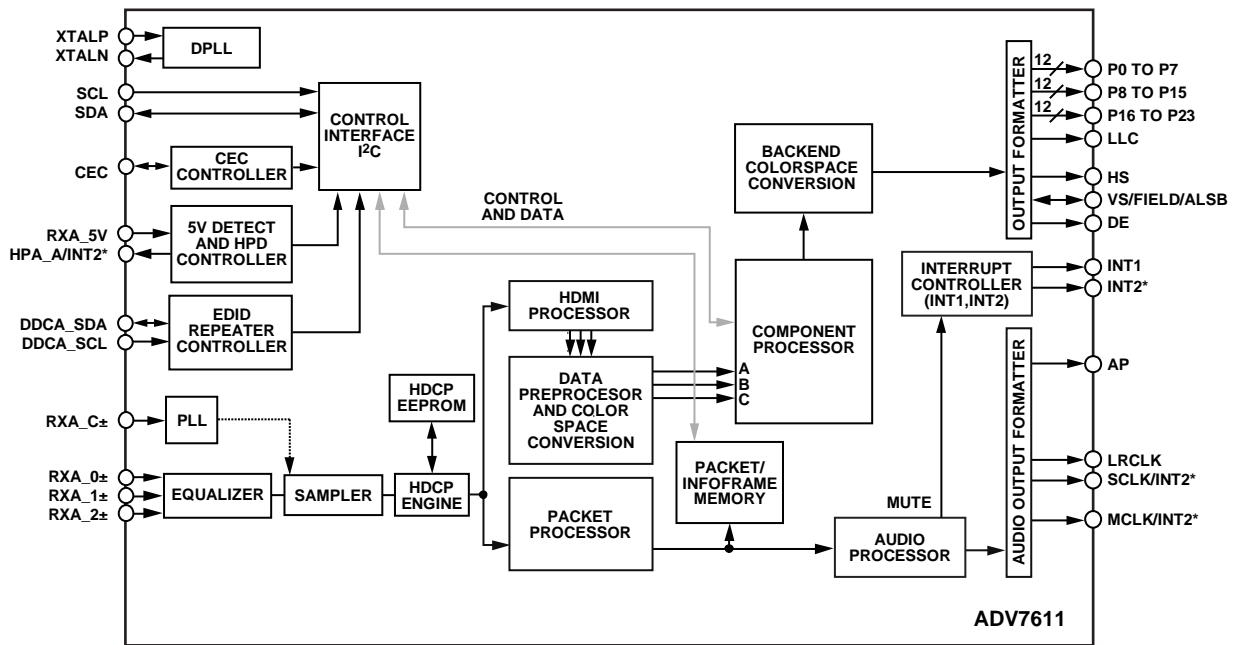 XTALP
XTALN
DPLL
SCL
SDA
CONTROL
INTERFACE
I2C
CEC
CEC
CONTROLLER
RXA_5V
HPA_A/INT2*
5V DETECT
AND HPD
CONTROLLER
DDCA_SDA
DDCA_SCL
EDID
REPEATER
CONTROLLER
RXA_C±
PLL
RXA_0±
RXA_1±
RXA_2±
EQUALIZER
SAMPLER
HDCP
EEPROM
HDCP
ENGINE
CONTROL
AND DATA
HDMI
PROCESSOR
DATA
PREPROCESOR
AND COLOR
SPACE
CONVERSION
PACKET
PROCESSOR
A
B
C
COMPONENT
PROCESSOR
BACKEND
COLORSPACE
CONVERSION
PACKET/
INFOFRAME
MEMORY
AUDIO
PROCESSOR
MUTE
INTERRUPT
CONTROLLER
(INT1,INT2)
OUTPUT FORMATTER
12
12
12
P0 TO P7
P8 TO P15
P16 TO P23
LLC
HS
VS/FIELD/ALSB
DE
INT1
INT2*
AUDIO OUTPUT FORMATTER
AP
LRCLK
SCLK/INT2*
MCLK/INT2*
ADV7611